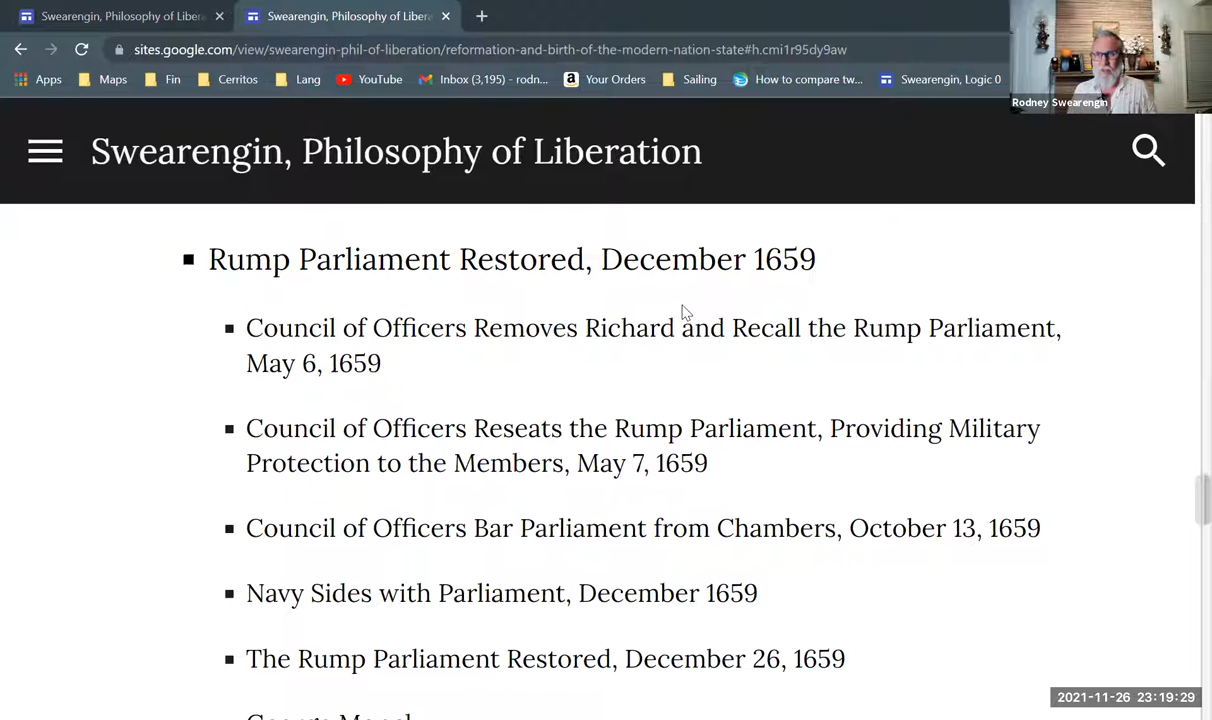 Swearengin, Philosophy of Liber
Swearengin, Philosophy of Libera
sites.google.com/view/swearengin-phil-of-liberation/reformation-and-birth-of-the-modern-nation-state#h.cmi1r95dy9aw
Apps Maps Fin Cerritos Lang YouTube Inbox (3,195) - rodn... Your Orders Sailing How to compare tw... Swearengin, Logic 0
Rodney Swearengin
Swearengin, Philosophy of Liberation
Rump Parliament Restored, December 1659
Council of Officers Removes Richard and Recall the Rump Parliament,
May 6, 1659
Council of Officers Reseats the Rump Parliament, Providing Military
Protection to the Members, May 7, 1659
Council of Officers Bar Parliament from Chambers, October 13, 1659
Navy Sides with Parliament, December 1659
The Rump Parliament Restored, December 26, 1659
2021-11-26 23:19:29